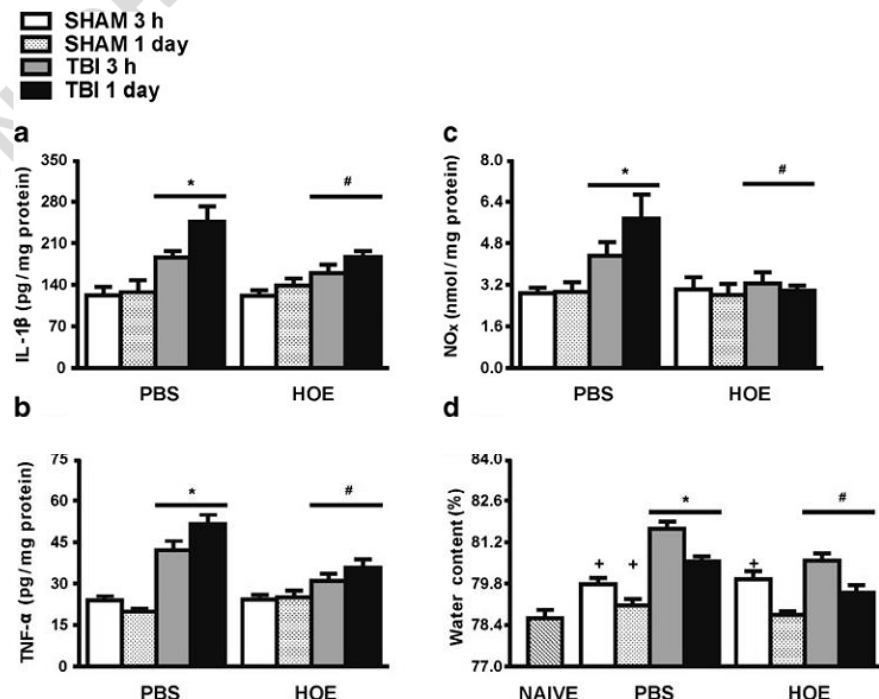 SHAM 3 h
SHAM 1 day
TBI 3 h
TBI 1 day
a
IL-1β (pg/mg protein)
350
280
210
140
70
0
*
#
PBS HOE
c
NOx (nmol/mg protein)
8.0
6.4
4.8
3.2
1.6
0.0
*
#
PBS HOE
b
TNF-α (pg/mg protein)
75
60
45
30
15
0
*
#
PBS HOE
d
Water content (%)
84.0
82.6
81.2
79.8
78.4
77.0
+ + * + #
NAIVE PBS HOE